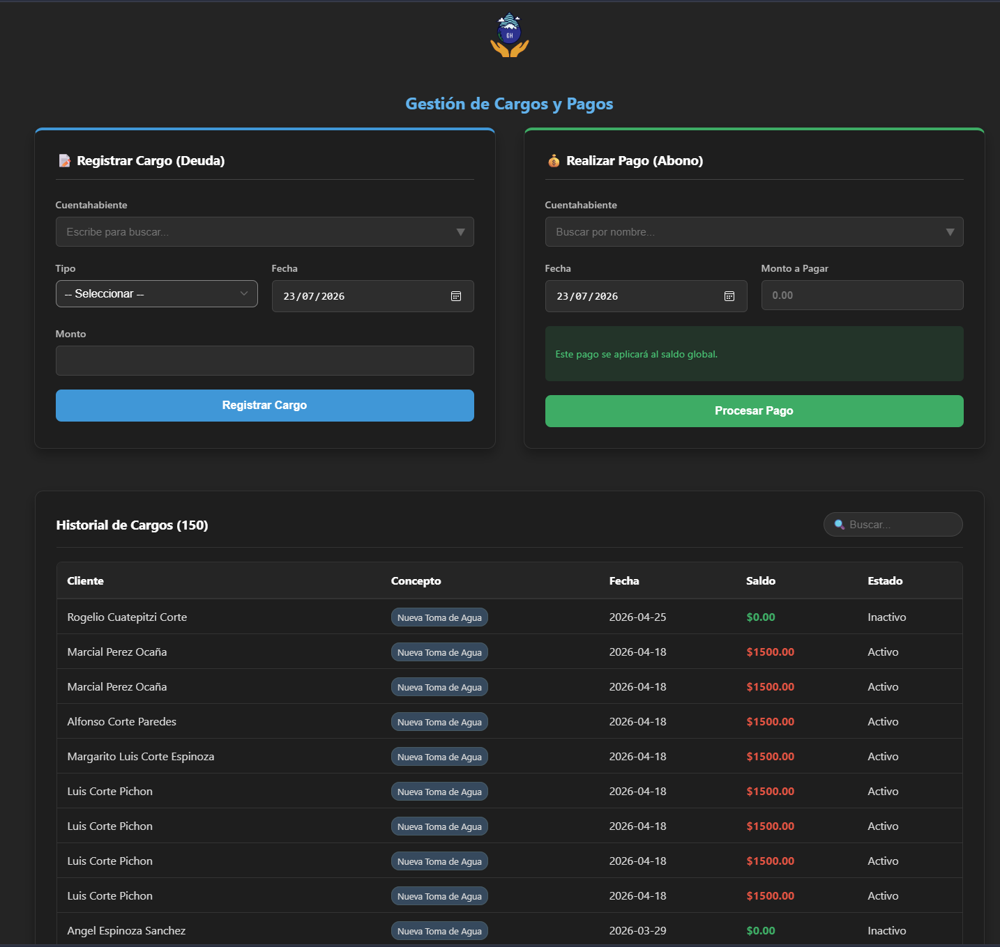 GH
Gestión de Cargos y Pagos
Registrar Cargo (Deuda)
Cuentahabiente
Escribe para buscar...
Tipo
Fecha
-- Seleccionar --
23/07/2026
Monto
Registrar Cargo
Realizar Pago (Abono)
Cuentahabiente
Buscar por nombre...
Fecha
Monto a Pagar
23/07/2026
0.00
Este pago se aplicará al saldo global.
Procesar Pago
Historial de Cargos (150)
Buscar...
Cliente Concepto Fecha Saldo Estado
Rogelio Cuatepitzi Corte Nueva Toma de Agua 2026-04-25 $0.00 Inactivo
Marcial Perez Ocaña Nueva Toma de Agua 2026-04-18 $1500.00 Activo
Marcial Perez Ocaña Nueva Toma de Agua 2026-04-18 $1500.00 Activo
Alfonso Corte Paredes Nueva Toma de Agua 2026-04-18 $1500.00 Activo
Margarito Luis Corte Espinoza Nueva Toma de Agua 2026-04-18 $1500.00 Activo
Luis Corte Pichon Nueva Toma de Agua 2026-04-18 $1500.00 Activo
Luis Corte Pichon Nueva Toma de Agua 2026-04-18 $1500.00 Activo
Luis Corte Pichon Nueva Toma de Agua 2026-04-18 $1500.00 Activo
Luis Corte Pichon Nueva Toma de Agua 2026-04-18 $1500.00 Activo
Angel Espinoza Sanchez Nueva Toma de Agua 2026-03-29 $0.00 Inactivo